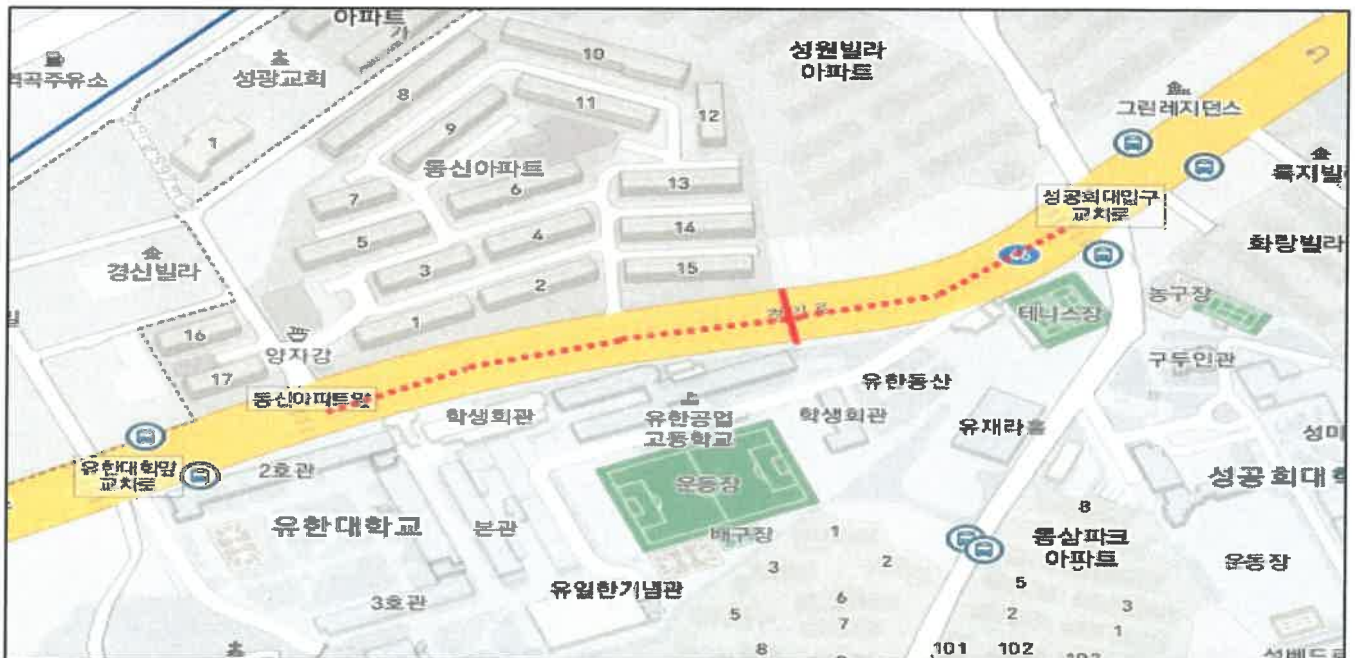 아파트
가
10
성원빌라
아파트
성광교회
8
11
12
그린레지던스
9
1
동신아파트
13
6
7
성공회대입구
교차로
14
5
4
화랑빌라
경신빌라
3
15
2
농구장
1
테니스장
16
양지강
구두인관
17
유한동산
동신아파트앞
학생회관
유한공업
고등학교
학생회관
유재라홀
유한대학앞
교차로
2호관
운동장
성공회대학
유한대학교
본관
8
배구장
1
동삼파크
아파트
운동장
3
2
5
유일한기념관
3호관
6
5
7
2
3
1
8
101
102